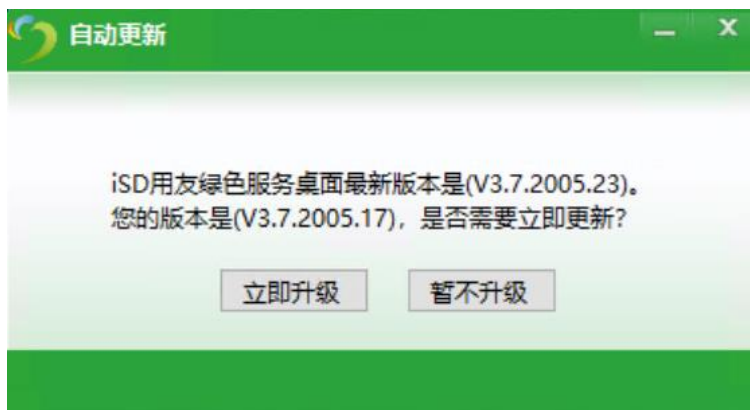 自动更新
iSD用友绿色服务桌面最新版本是(V3.7.2005.23)。
您的版本是(V3.7.2005.17)，是否需要立即更新?
立即升级 暂不升级